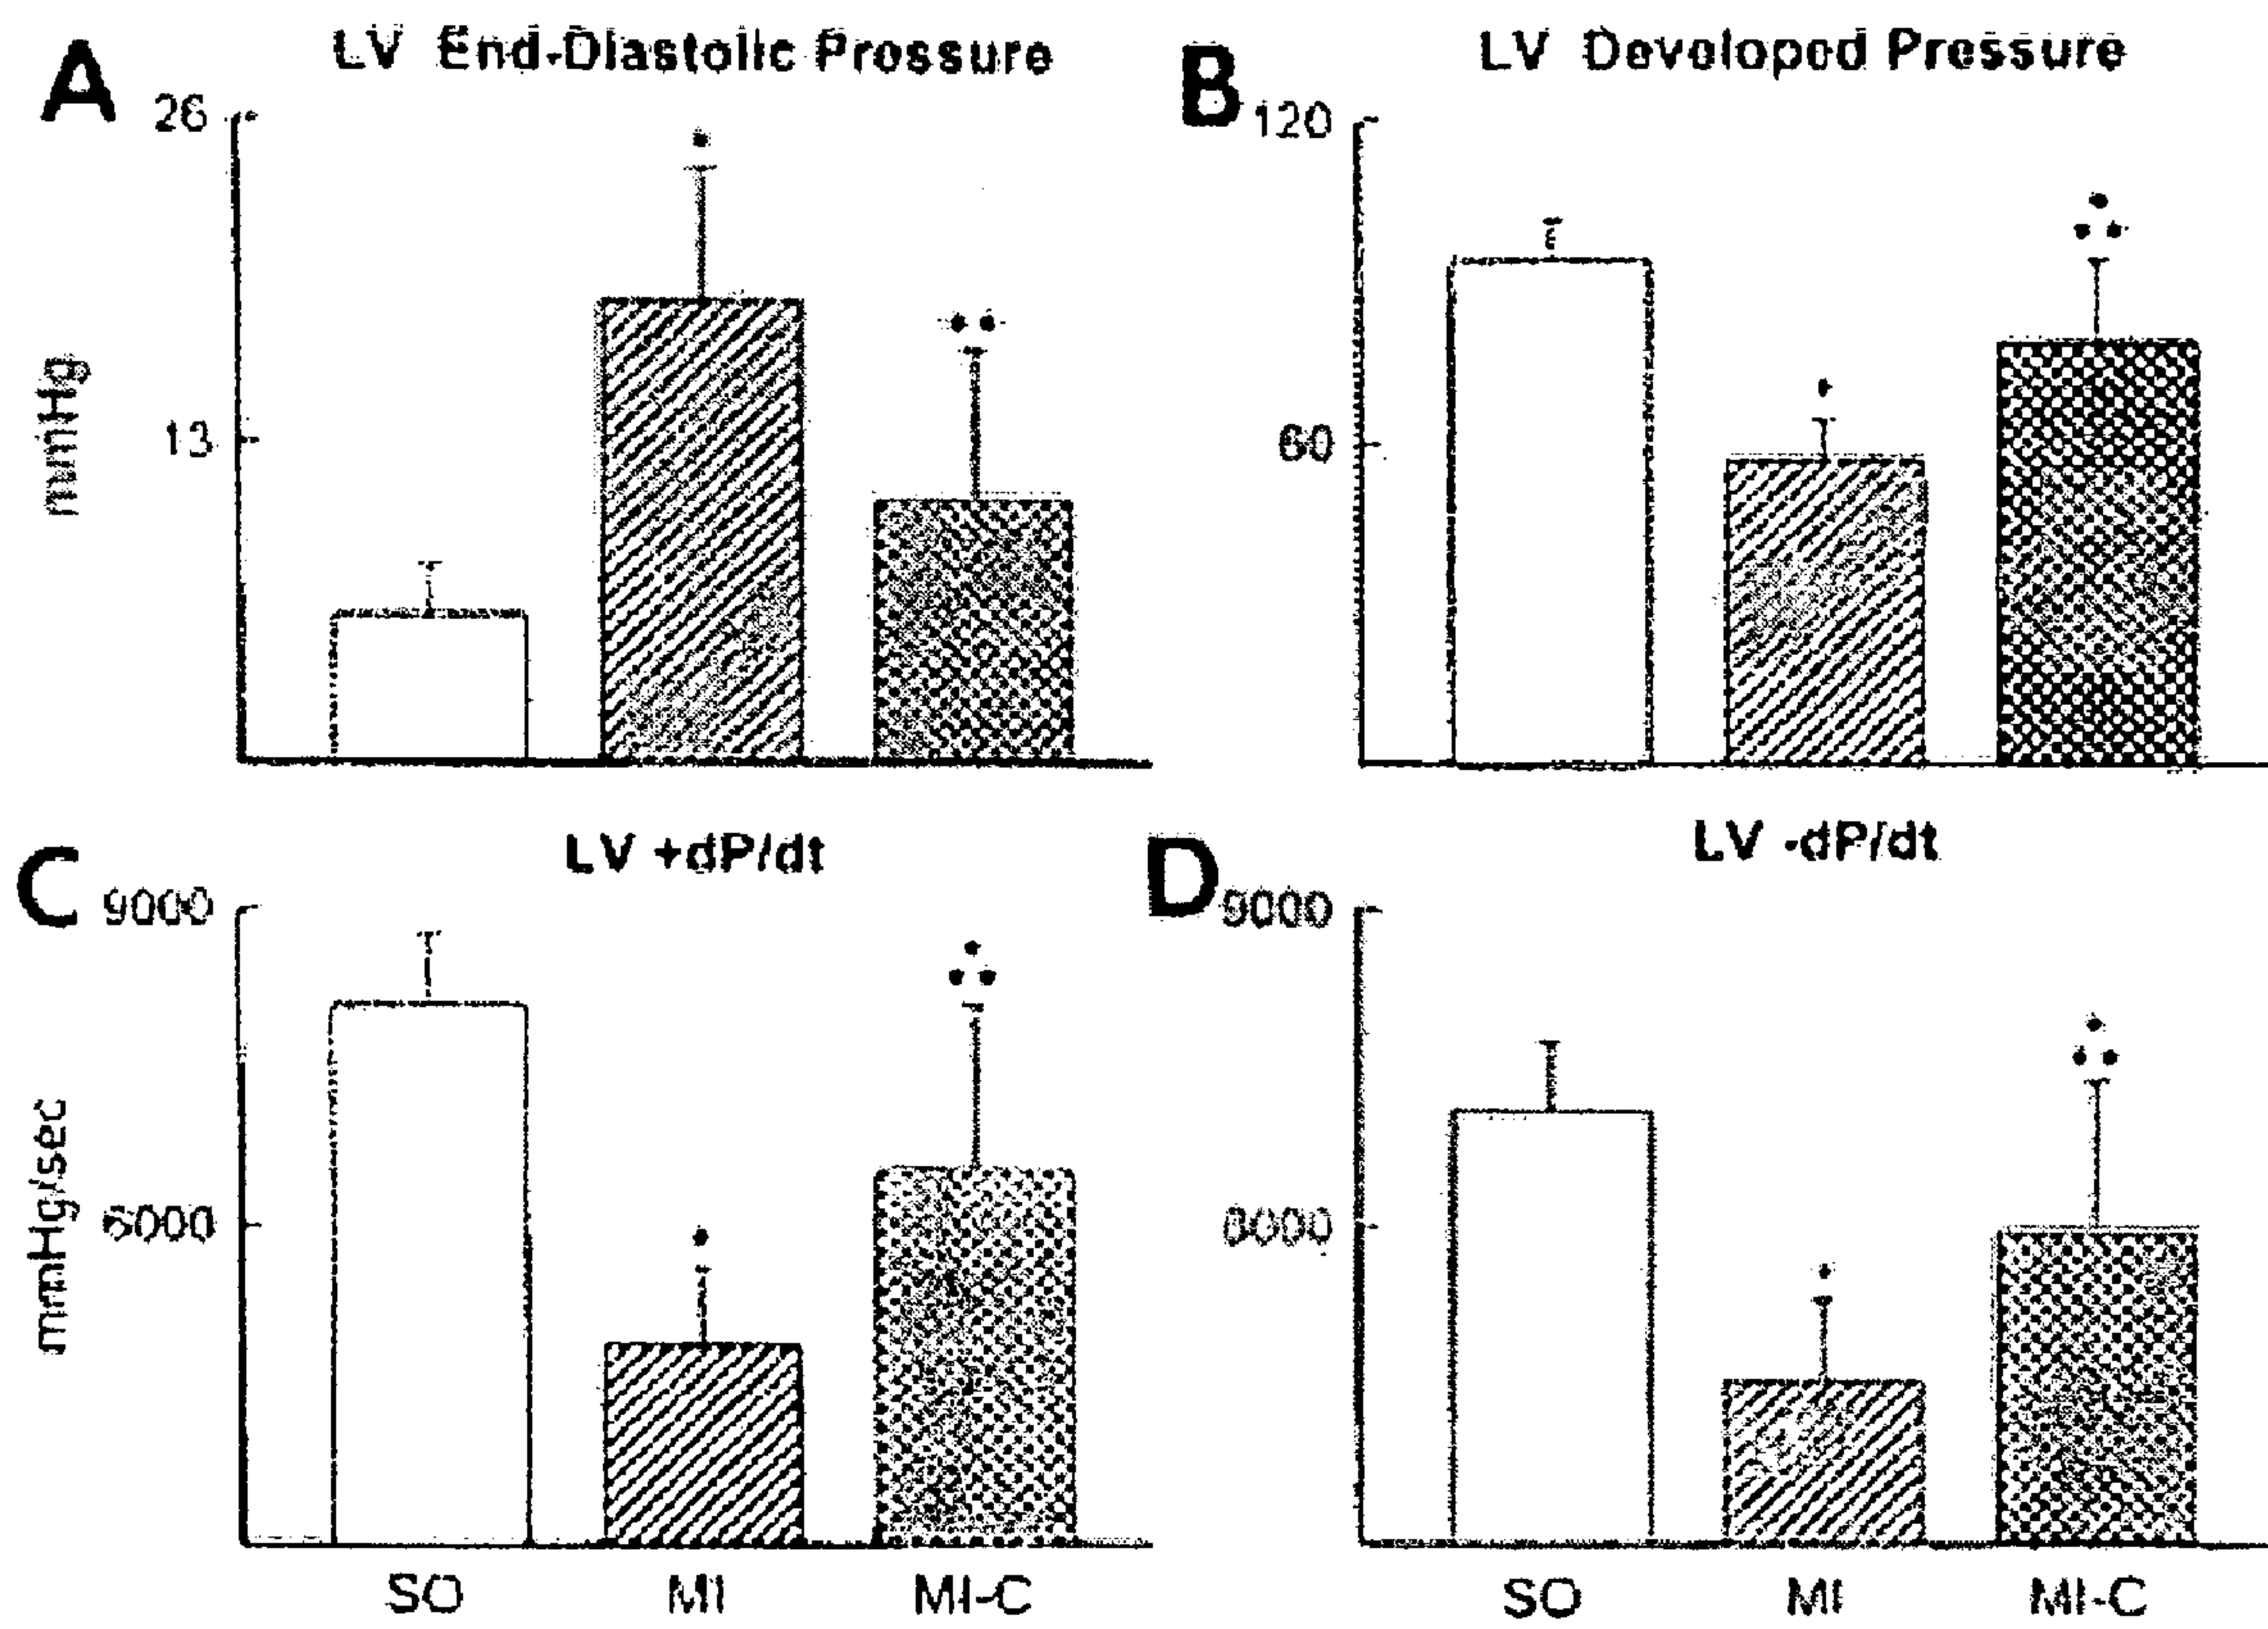 A
LV End-Diastolic Pressure
26
13
mmHg
B
LV Developed Pressure
120
60
C
LV +dP/dt
9000
6000
mmHg/sec
SO MI MI-C
D
LV -dP/dt
9000
6000
SO MI MI-C